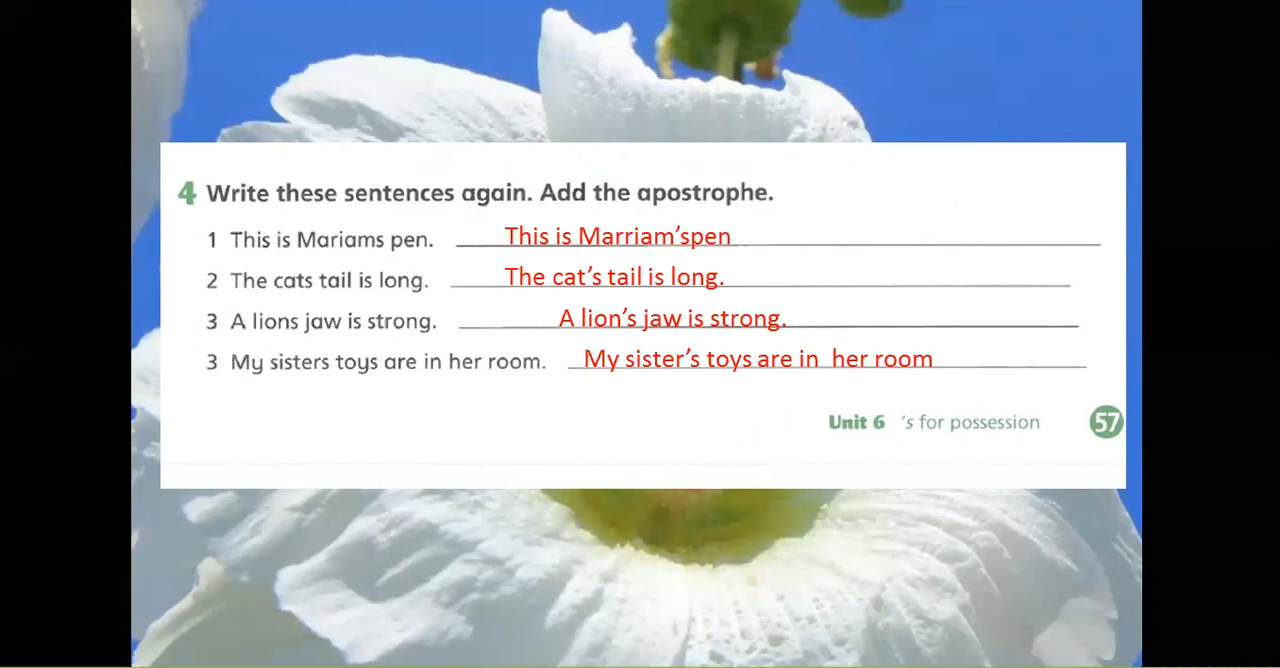 4 Write these sentences again. Add the apostrophe.
1 This is Mariams pen. This is Marriam’spen
2 The cats tail is long. The cat’s tail is long.
3 A lions jaw is strong. A lion’s jaw is strong.
3 My sisters toys are in her room. My sister’s toys are in her room
Unit 6 ’s for possession 57